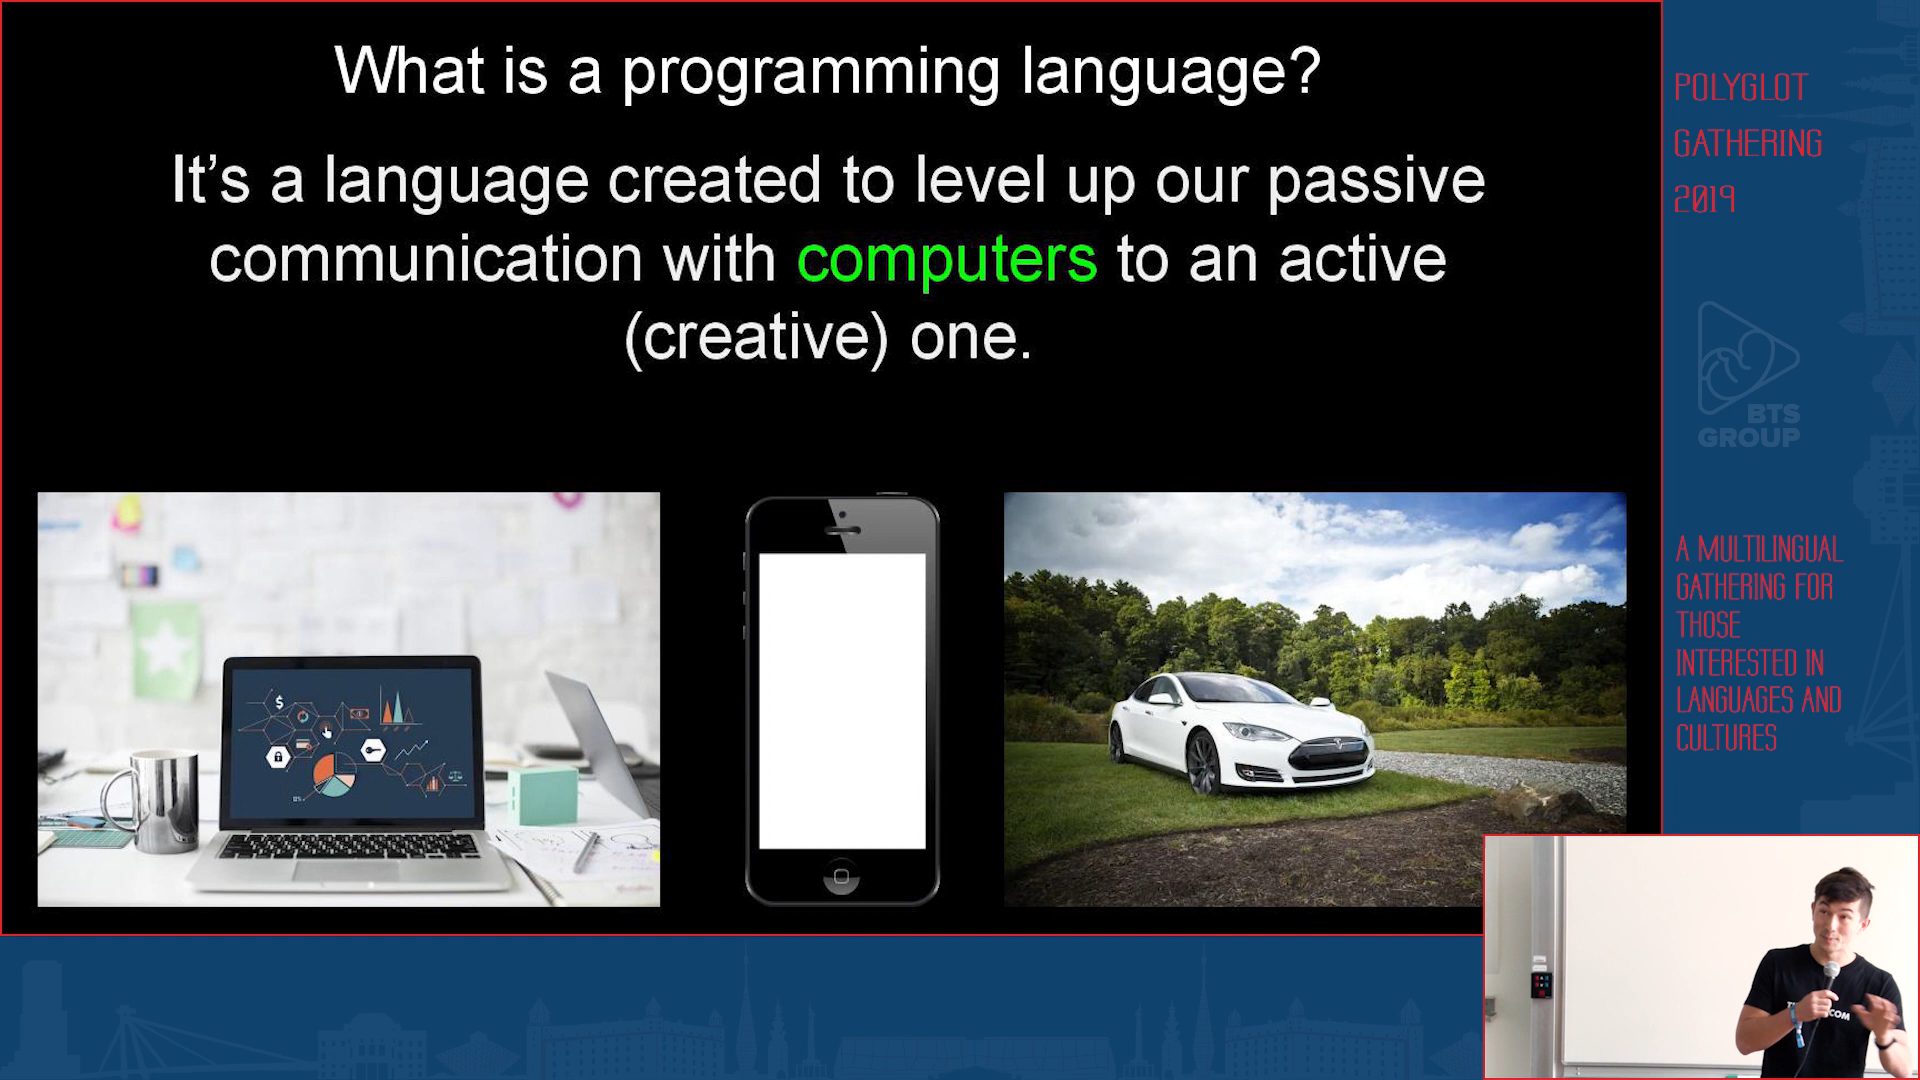 What is a programming language?
It's a language created to level up our passive
communication with computers to an active
(creative) one.
POLYGLOT
GATHERING
2019
BTS
GROUP
A MULTILINGUAL
GATHERING FOR
THOSE
INTERESTED IN
LANGUAGES AND
CULTURES